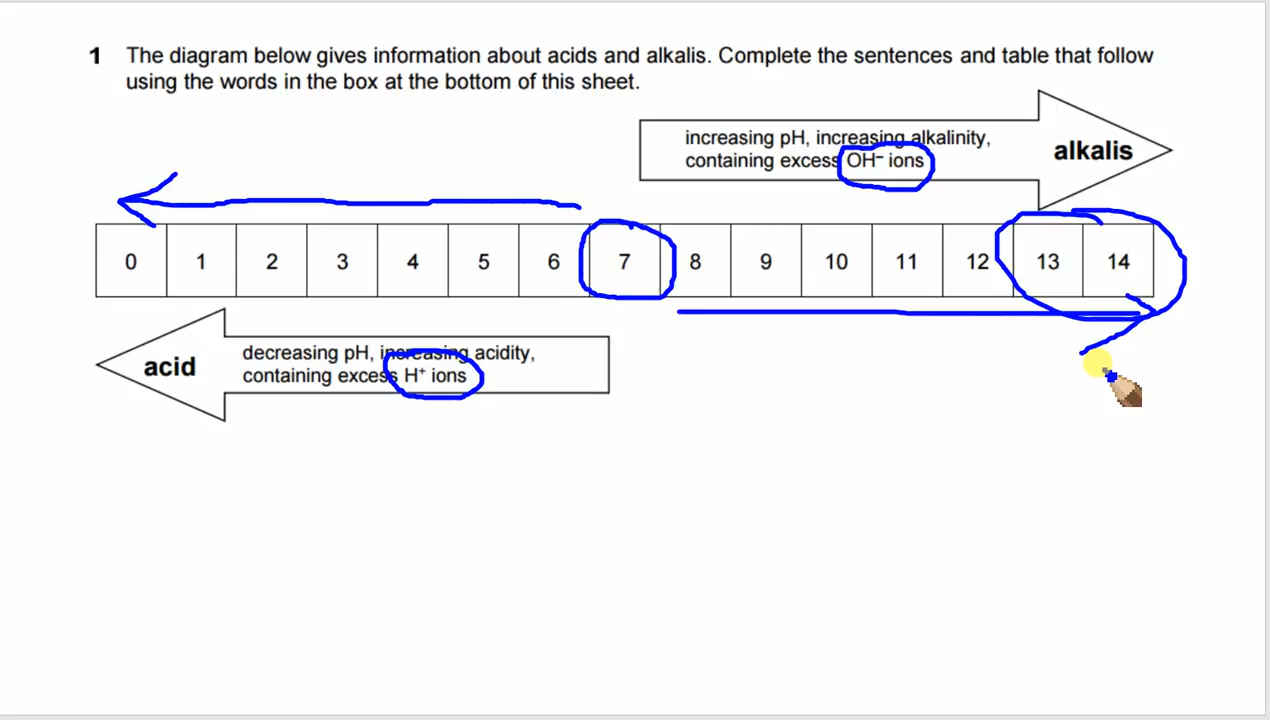 1 The diagram below gives information about acids and alkalis. Complete the sentences and table that follow
using the words in the box at the bottom of this sheet.
increasing pH, increasing alkalinity,
containing excess OH⁻ ions
alkalis
0 1 2 3 4 5 6 7 8 9 10 11 12 13 14
acid
decreasing pH, increasing acidity,
containing excess H⁺ ions